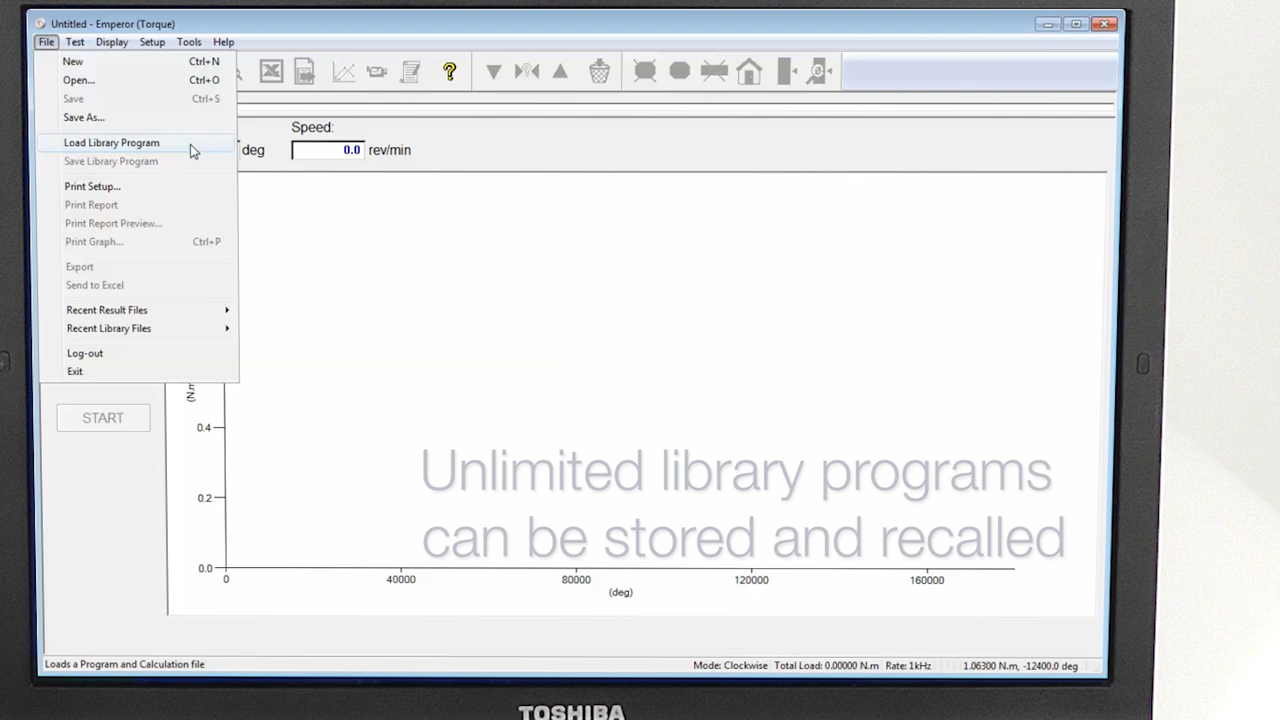 Untitled - Emperor (Torque)
File Test Display Setup Tools Help
New Ctrl+N
Open... Ctrl+O
Save Ctrl+S
Save As...
Load Library Program
Save Library Program
Print Setup...
Print Report
Print Report Preview...
Print Graph... Ctrl+P
Export
Send to Excel
Recent Result Files
Recent Library Files
Log-out
Exit
Speed:
deg 0.0 rev/min
START
(N.m
0.4
0.2
0.0
0 40000 80000 120000 160000
(deg)
Unlimited library programs
can be stored and recalled
Loads a Program and Calculation file
Mode: Clockwise Total Load: 0.00000 N.m Rate: 1kHz 1.06300 N.m, -12400.0 deg
TOSHIBA